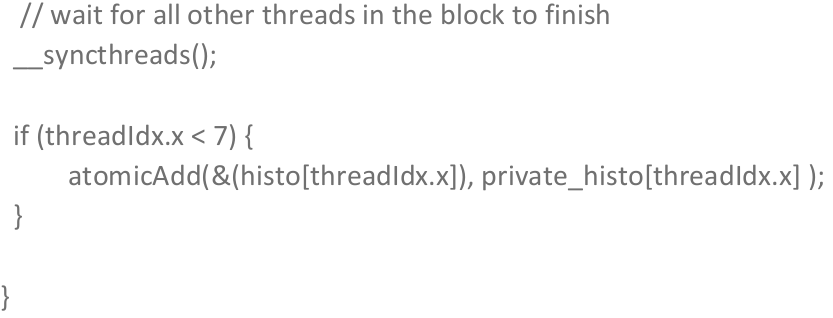 // wait for all other threads in the block to finish
__syncthreads();
if (threadIdx.x < 7) {
atomicAdd(&(histo[threadIdx.x]), private_histo[threadIdx.x] );
}
}